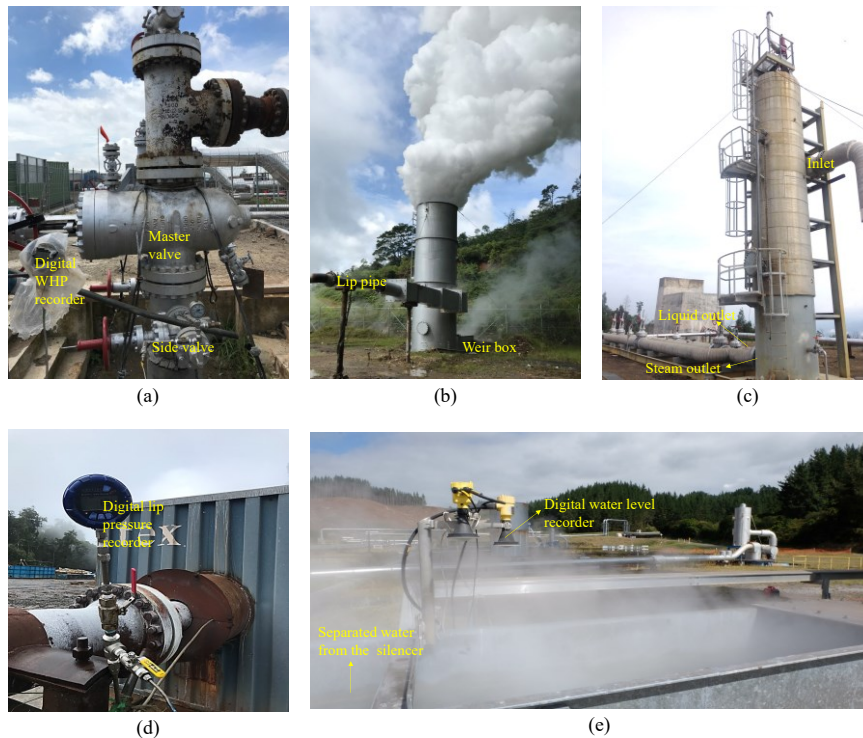 Master
valve
Digital
WHP
recorder
Side valve
(a)
Lip pipe
Weir box
(b)
Inlet
Liquid outlet
Steam outlet
(c)
Digital lip
pressure
recorder
(d)
Digital water level
recorder
Separated water
from the silencer
(e)